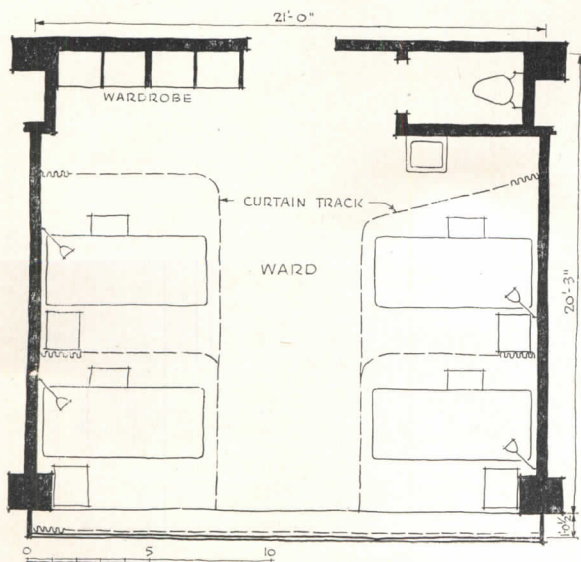 21'-0"
WARDROBE
CURTAIN TRACK
WARD
20'-3"
1'-0½"
0 5 10